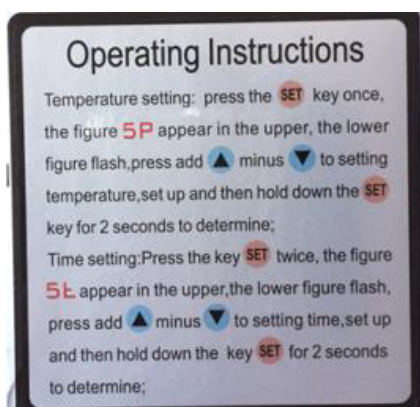 Operating Instructions
Temperature setting: press the SET key once,
the figure 5P appear in the upper, the lower
figure flash,press add ▲ minus ▼ to setting
temperature,set up and then hold down the SET
key for 2 seconds to determine;
Time setting:Press the key SET twice, the figure
5t appear in the upper,the lower figure flash,
press add ▲ minus ▼ to setting time,set up
and then hold down the key SET for 2 seconds
to determine;